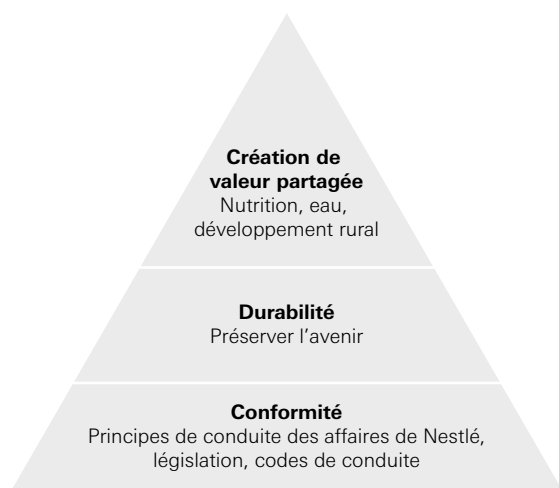 Création de
valeur partagée
Nutrition, eau,
développement rural
Durabilité
Préserver l’avenir
Conformité
Principes de conduite des affaires de Nestlé,
législation, codes de conduite